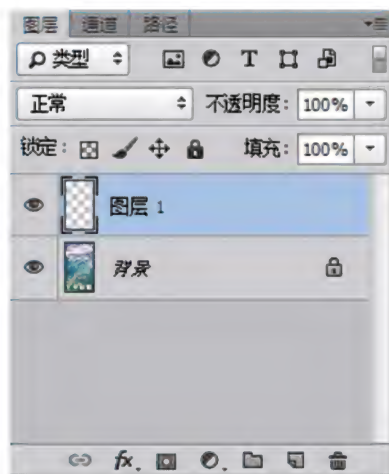 图层 通道 路径
类型 T
正常 不透明度: 100%
锁定: 填充: 100%
图层 1
背景
fx.